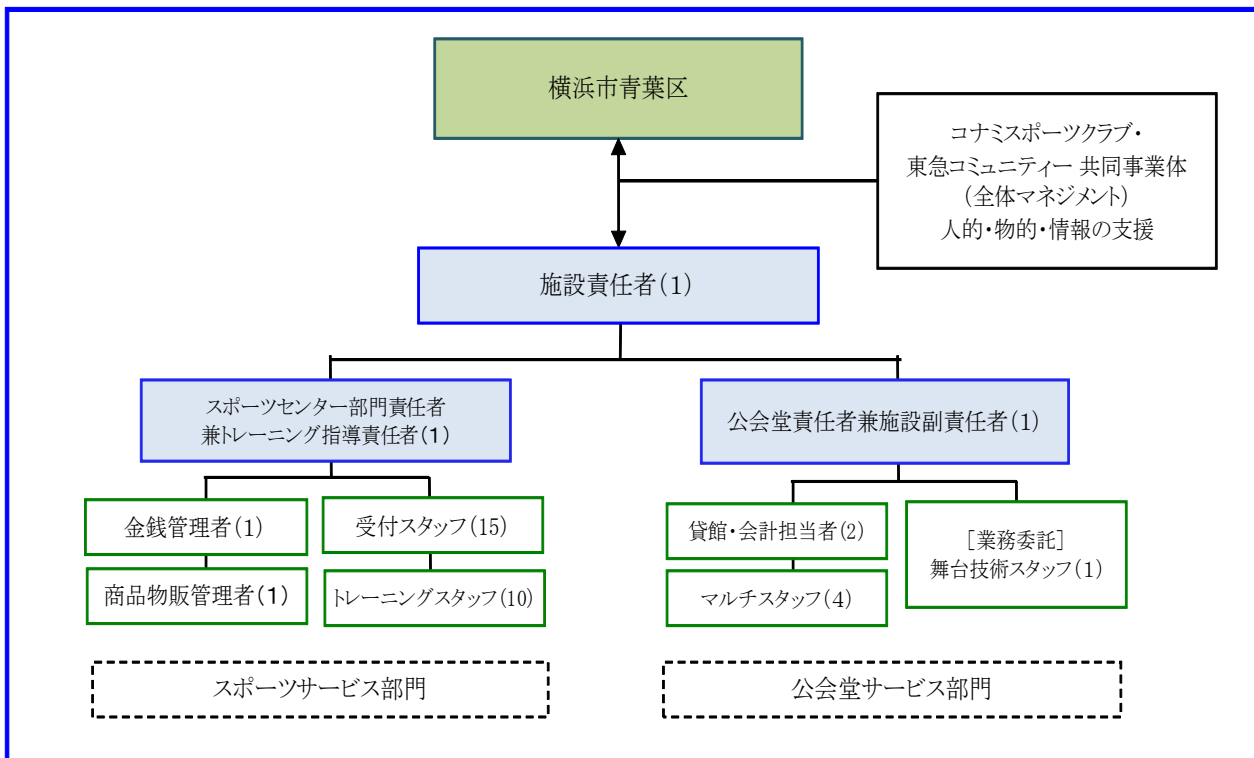 横浜市青葉区
コナミスポーツクラブ・
東急コミュニティー 共同事業体
(全体マネジメント)
人的・物的・情報の支援
施設責任者(1)
スポーツセンター部門責任者
兼トレーニング指導責任者(1)
公会堂責任者兼施設副責任者(1)
金銭管理者(1)
受付スタッフ(15)
商品物販管理者(1)
トレーニングスタッフ(10)
貸館・会計担当者(2)
マルチスタッフ(4)
[業務委託]
舞台技術スタッフ(1)
スポーツサービス部門
公会堂サービス部門